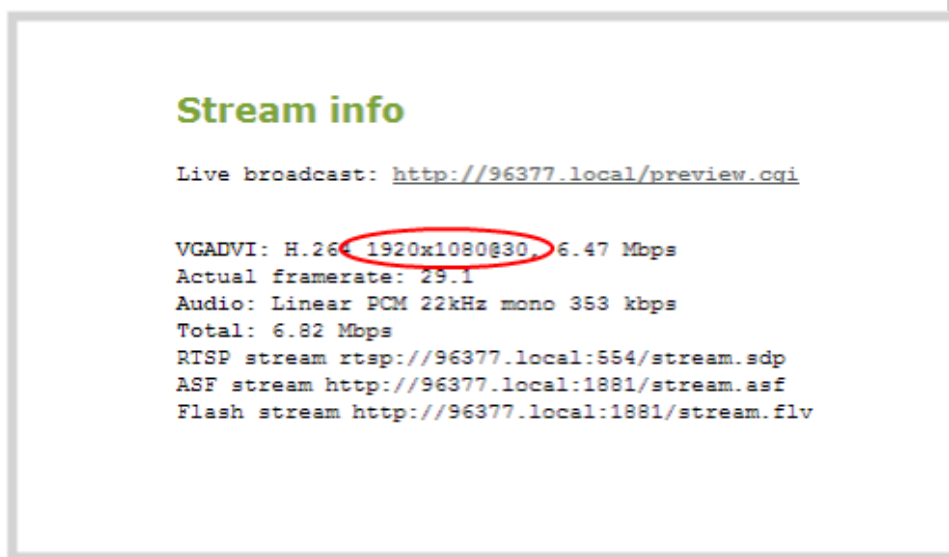 Stream info
Live broadcast: http://96377.local/preview.cgi
VGADVI: H.264 1920x1080@30, 6.47 Mbps
Actual framerate: 29.1
Audio: Linear PCM 22kHz mono 353 kbps
Total: 6.82 Mbps
RTSP stream rtsp://96377.local:554/stream.sdp
ASF stream http://96377.local:1881/stream.asf
Flash stream http://96377.local:1881/stream.flv